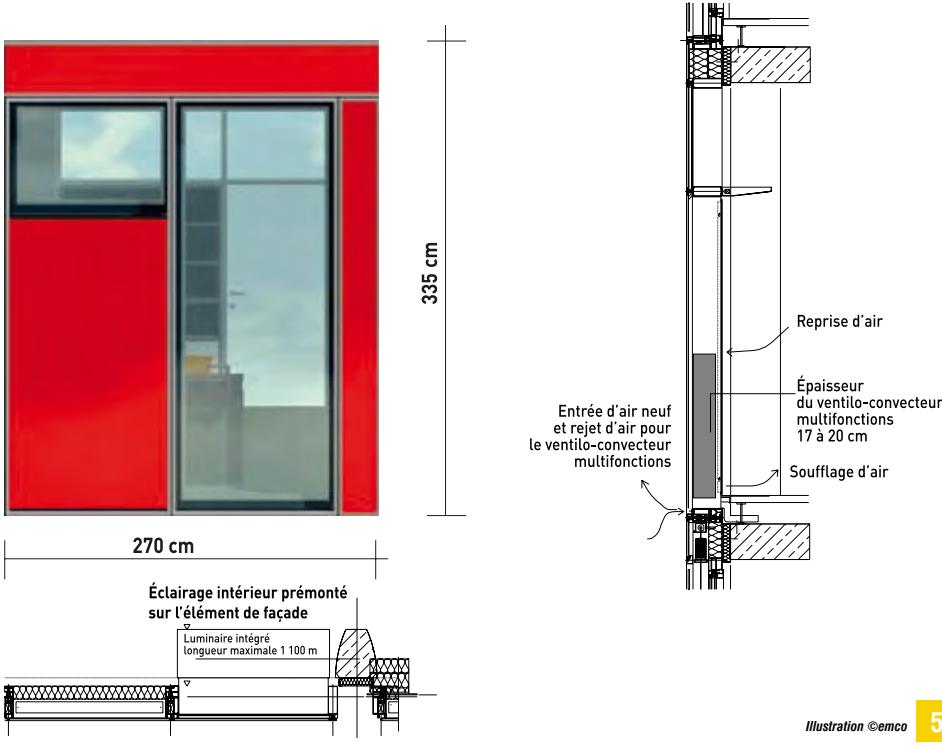 335 cm
270 cm
Éclairage intérieur prémonté
sur l'élément de façade
Luminaire intégré
longueur maximale 1 100 m
Reprise d'air
Épaisseur
du ventilo-convecteur
multifonctions
17 à 20 cm
Entrée d'air neuf
et rejet d'air pour
le ventilo-convecteur
multifonctions
Soufflage d'air
Illustration ©emco
5